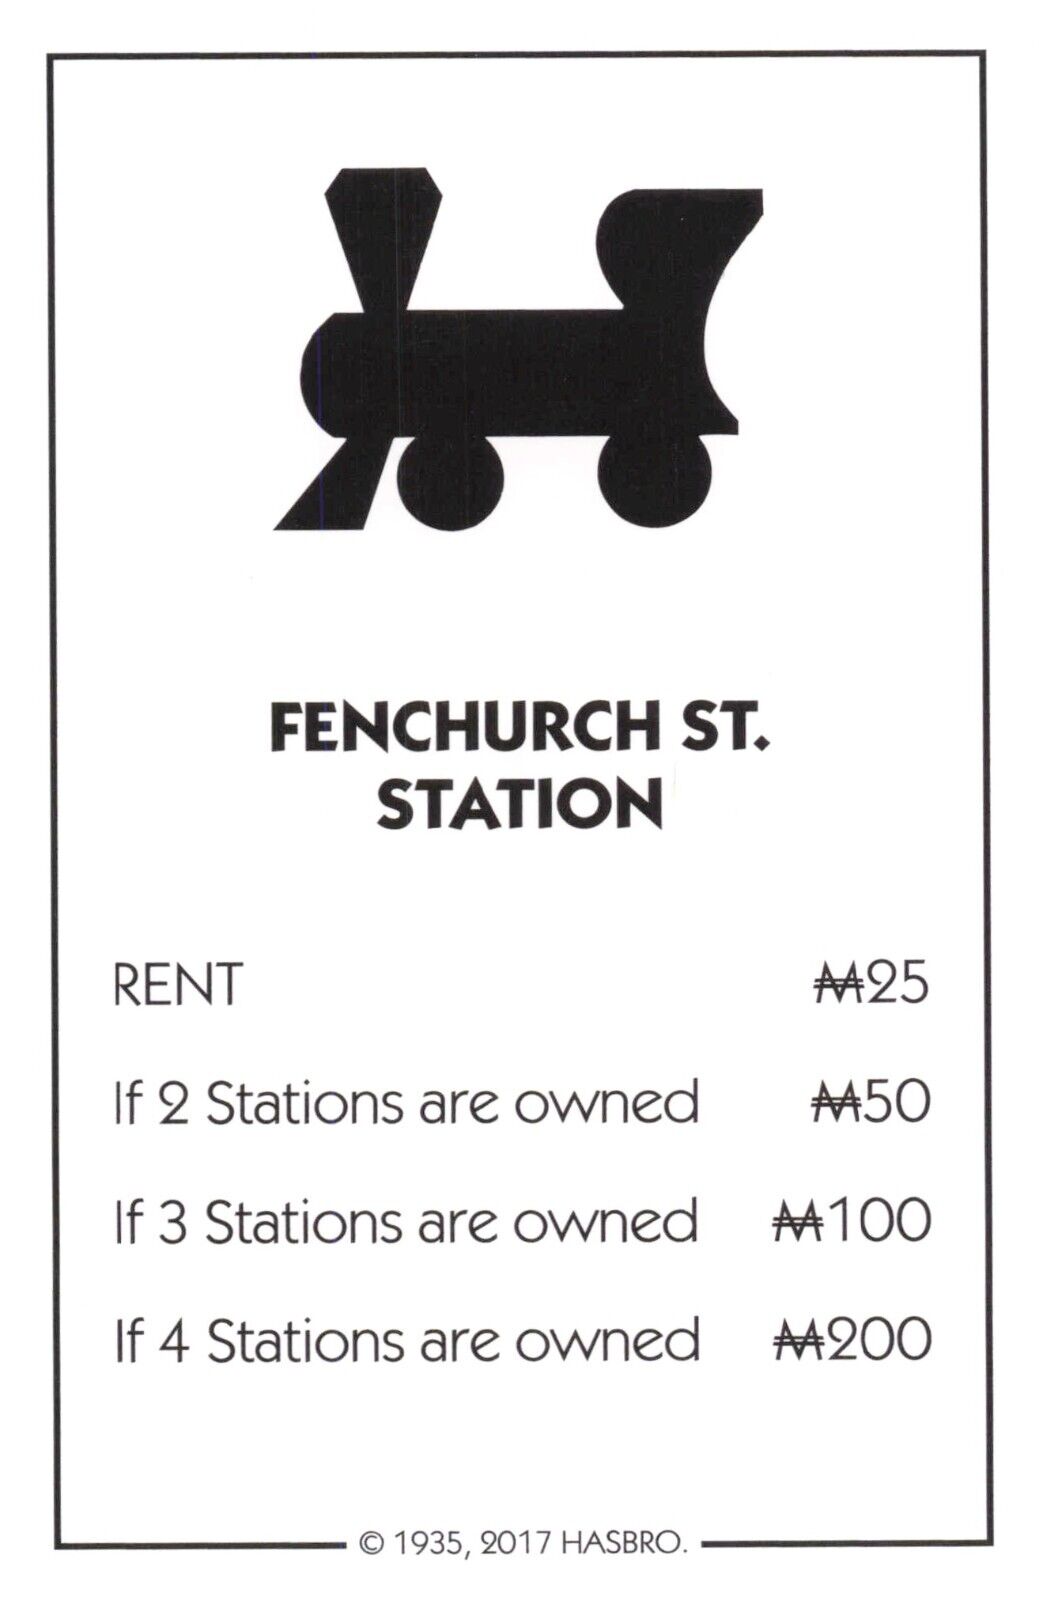 FENCHURCH ST.
STATION
RENT ₩25
If 2 Stations are owned ₩50
If 3 Stations are owned ₩100
If 4 Stations are owned ₩200
© 1935, 2017 HASBRO.